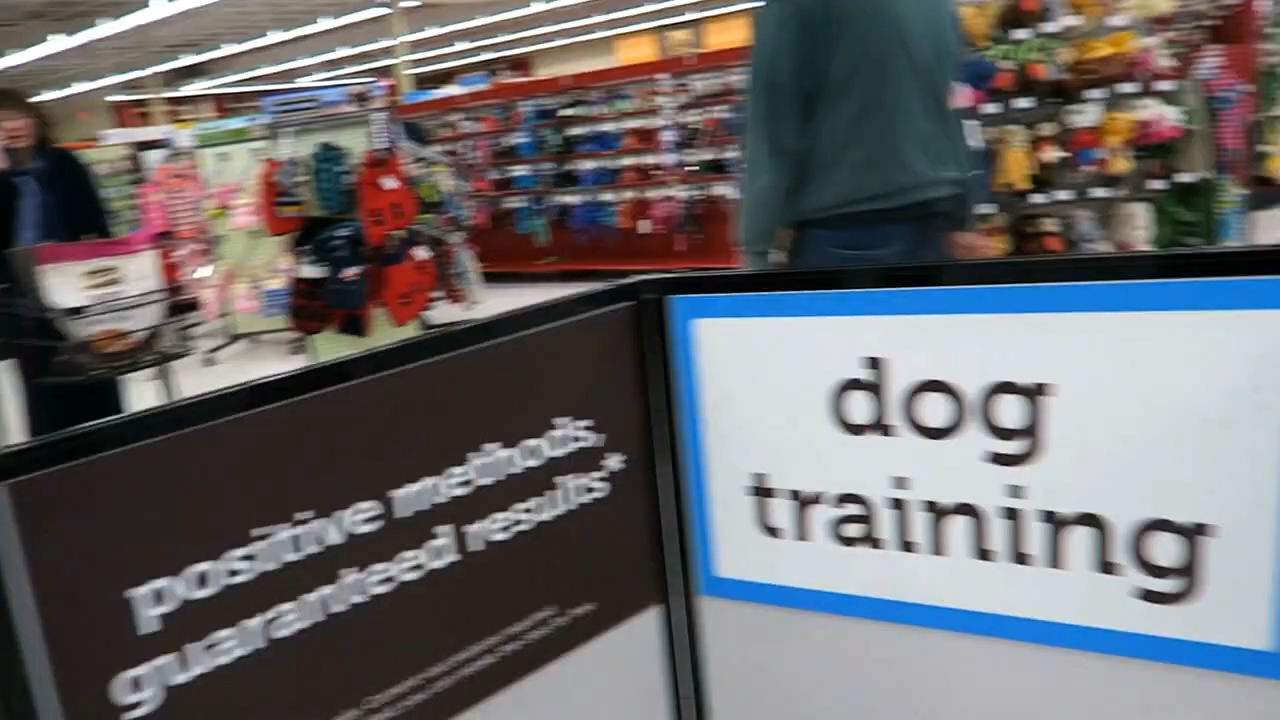 positive methods,
guaranteed results*
dog
training